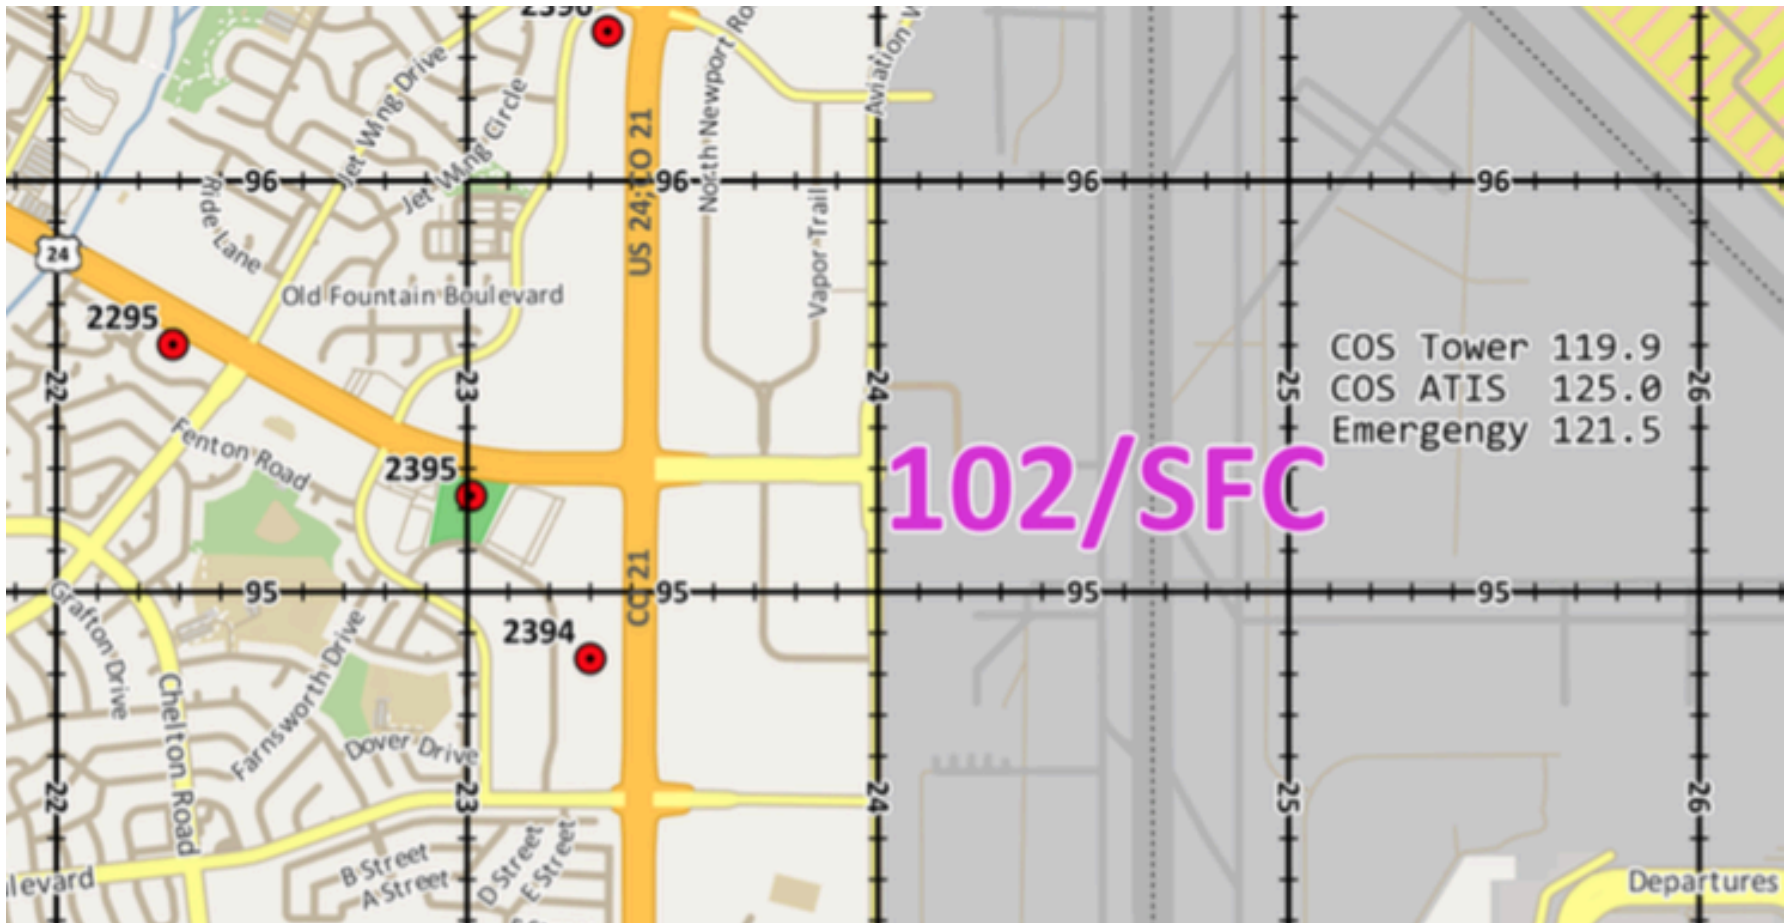 2396
Aviation
North Newport Ro
Jet Wing Drive
Jet Wing Circle
US 24;CO 21
96
96
96
96
Ride Lane
Vapor Trail
24
Old Fountain Boulevard
2295
COS Tower 119.9
COS ATIS 125.0
Emergengy 121.5
22
23
24
25
26
Fenton Road
2395
102/SFC
CO 21
95
95
95
95
Grafton Drive
2394
Farnsworth Drive
Chelton Road
Dover Drive
22
23
24
25
26
B Street
A Street
D Street
E Street
levard
Departures